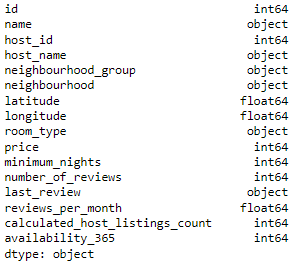 id int64
name object
host_id int64
host_name object
neighbourhood_group object
neighbourhood object
latitude float64
longitude float64
room_type object
price int64
minimum_nights int64
number_of_reviews int64
last_review object
reviews_per_month float64
calculated_host_listings_count int64
availability_365 int64
dtype: object